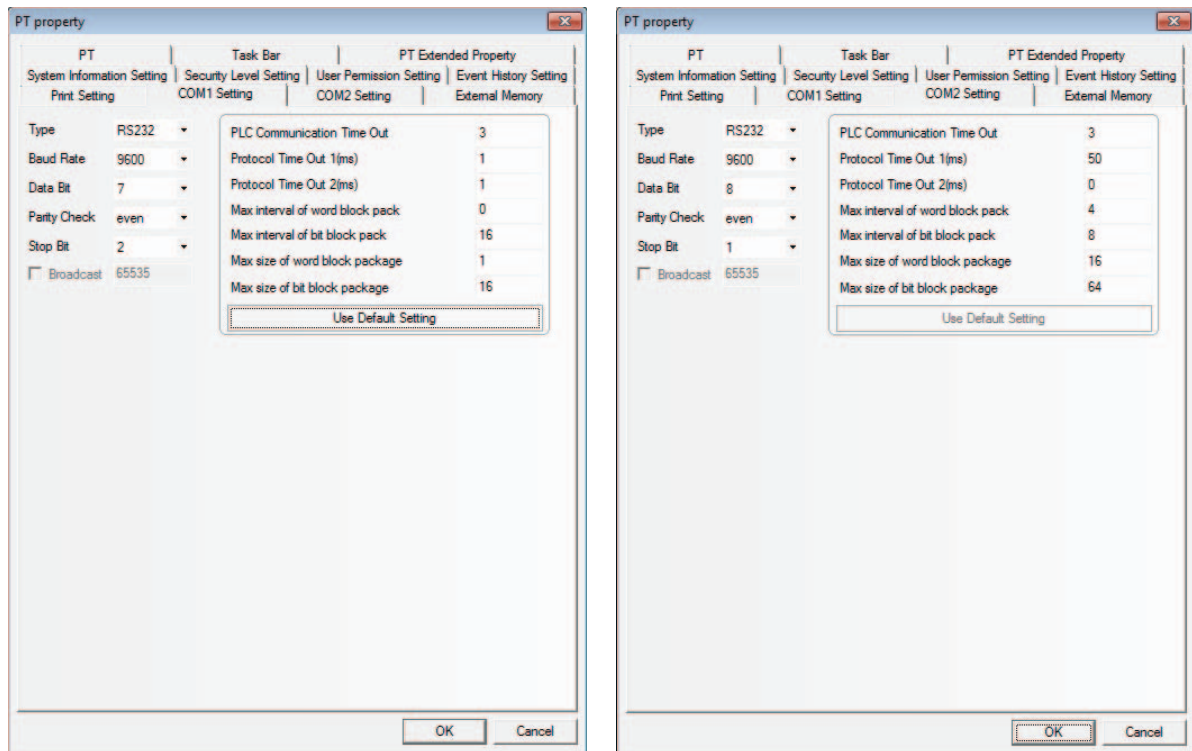 PT property
PT Task Bar PT Extended Property
System Information Setting Security Level Setting User Permission Setting Event History Setting
Print Setting COM1 Setting COM2 Setting External Memory
Type RS232
Baud Rate 9600
Data Bit 7
Parity Check even
Stop Bit 2
Broadcast 65535
PLC Communication Time Out 3
Protocol Time Out 1(ms) 1
Protocol Time Out 2(ms) 1
Max interval of word block pack 0
Max interval of bit block pack 16
Max size of word block package 1
Max size of bit block package 16
Use Default Setting
OK Cancel
PT property
PT Task Bar PT Extended Property
System Information Setting Security Level Setting User Permission Setting Event History Setting
Print Setting COM1 Setting COM2 Setting External Memory
Type RS232
Baud Rate 9600
Data Bit 8
Parity Check even
Stop Bit 1
Broadcast 65535
PLC Communication Time Out 3
Protocol Time Out 1(ms) 50
Protocol Time Out 2(ms) 0
Max interval of word block pack 4
Max interval of bit block pack 8
Max size of word block package 16
Max size of bit block package 64
Use Default Setting
OK Cancel